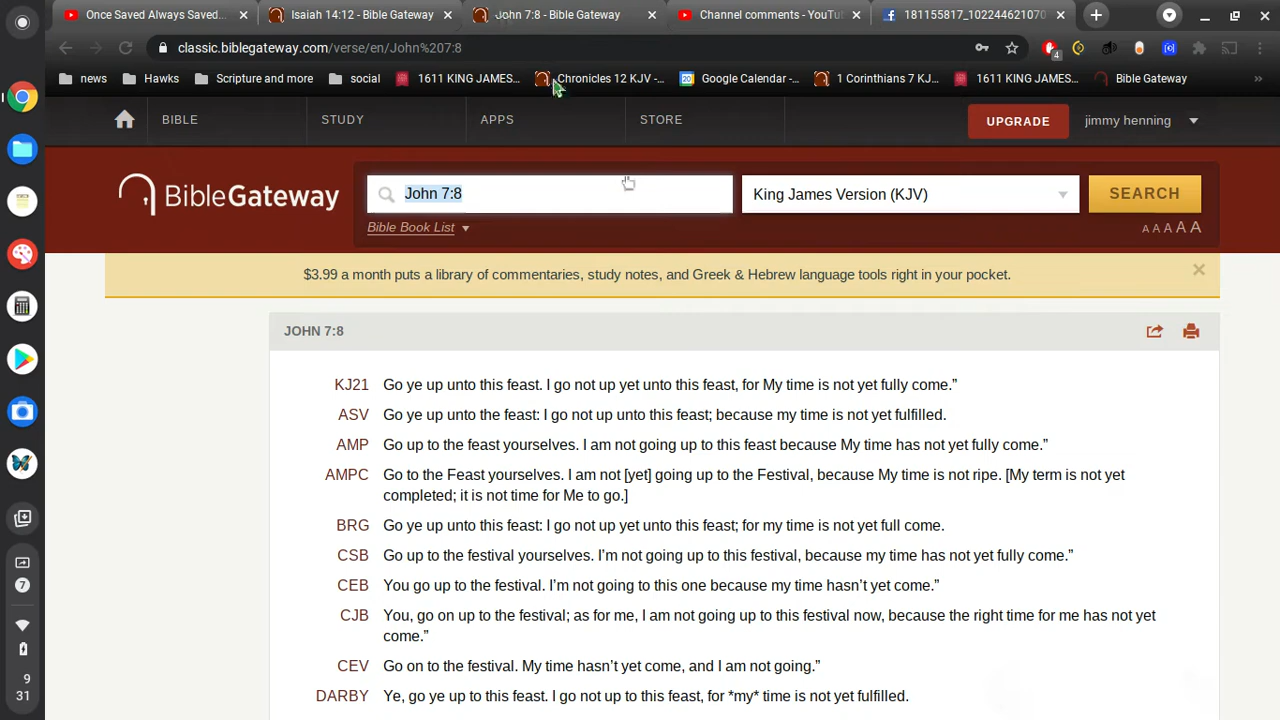 Once Saved Always Saved...
Isaiah 14:12 - Bible Gateway
John 7:8 - Bible Gateway
Channel comments - YouTu
181155817_102244621070
classic.biblegateway.com/verse/en/John%207:8
4
news
Hawks
Scripture and more
social
1611 KING JAMES...
Chronicles 12 KJV -...
20
Google Calendar -...
1 Corinthians 7 KJ...
1611 KING JAMES...
Bible Gateway
»
BIBLE
STUDY
APPS
STORE
UPGRADE
jimmy henning
BibleGateway
John 7:8
King James Version (KJV)
SEARCH
Bible Book List
A A A A A
$3.99 a month puts a library of commentaries, study notes, and Greek & Hebrew language tools right in your pocket.
JOHN 7:8
KJ21 Go ye up unto this feast. I go not up yet unto this feast, for My time is not yet fully come.”
ASV Go ye up unto the feast: I go not up unto this feast; because my time is not yet fulfilled.
AMP Go up to the feast yourselves. I am not going up to this feast because My time has not yet fully come.”
AMPC Go to the Feast yourselves. I am not [yet] going up to the Festival, because My time is not ripe. [My term is not yet
completed; it is not time for Me to go.]
BRG Go ye up unto this feast: I go not up yet unto this feast; for my time is not yet full come.
CSB Go up to the festival yourselves. I’m not going up to this festival, because my time has not yet fully come.”
CEB You go up to the festival. I’m not going to this one because my time hasn’t yet come.”
CJB You, go on up to the festival; as for me, I am not going up to this festival now, because the right time for me has not yet
come.”
CEV Go on to the festival. My time hasn’t yet come, and I am not going.”
DARBY Ye, go ye up to this feast. I go not up to this feast, for *my* time is not yet fulfilled.
7
9
31